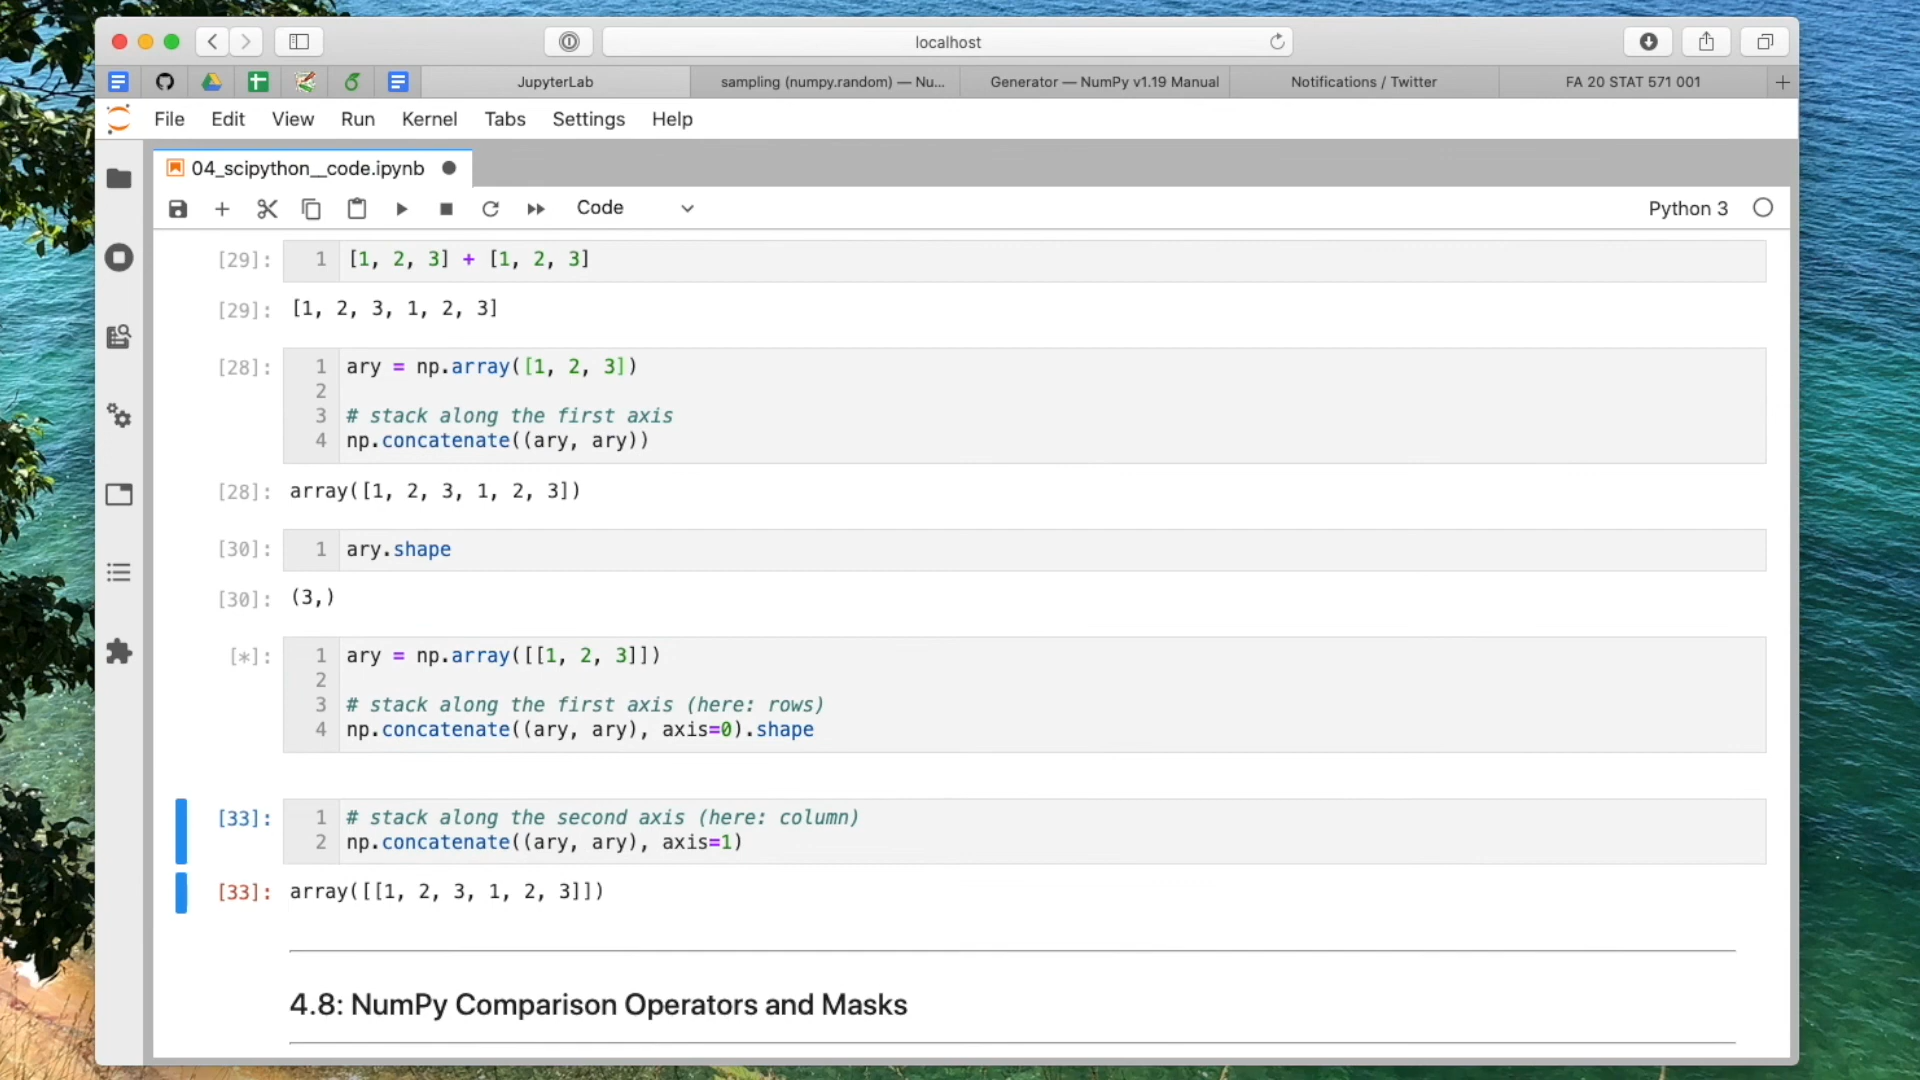 localhost
JupyterLab
sampling (numpy.random) — Nu...
Generator — NumPy v1.19 Manual
Notifications / Twitter
FA 20 STAT 571 001
File Edit View Run Kernel Tabs Settings Help
04_scipython__code.ipynb
Code
Python 3
[29]: 1 [1, 2, 3] + [1, 2, 3]
[29]: [1, 2, 3, 1, 2, 3]
[28]: 1 ary = np.array([1, 2, 3])
2
3 # stack along the first axis
4 np.concatenate((ary, ary))
[28]: array([1, 2, 3, 1, 2, 3])
[30]: 1 ary.shape
[30]: (3,)
[*]: 1 ary = np.array([[1, 2, 3]])
2
3 # stack along the first axis (here: rows)
4 np.concatenate((ary, ary), axis=0).shape
[33]: 1 # stack along the second axis (here: column)
2 np.concatenate((ary, ary), axis=1)
[33]: array([[1, 2, 3, 1, 2, 3]])
4.8: NumPy Comparison Operators and Masks